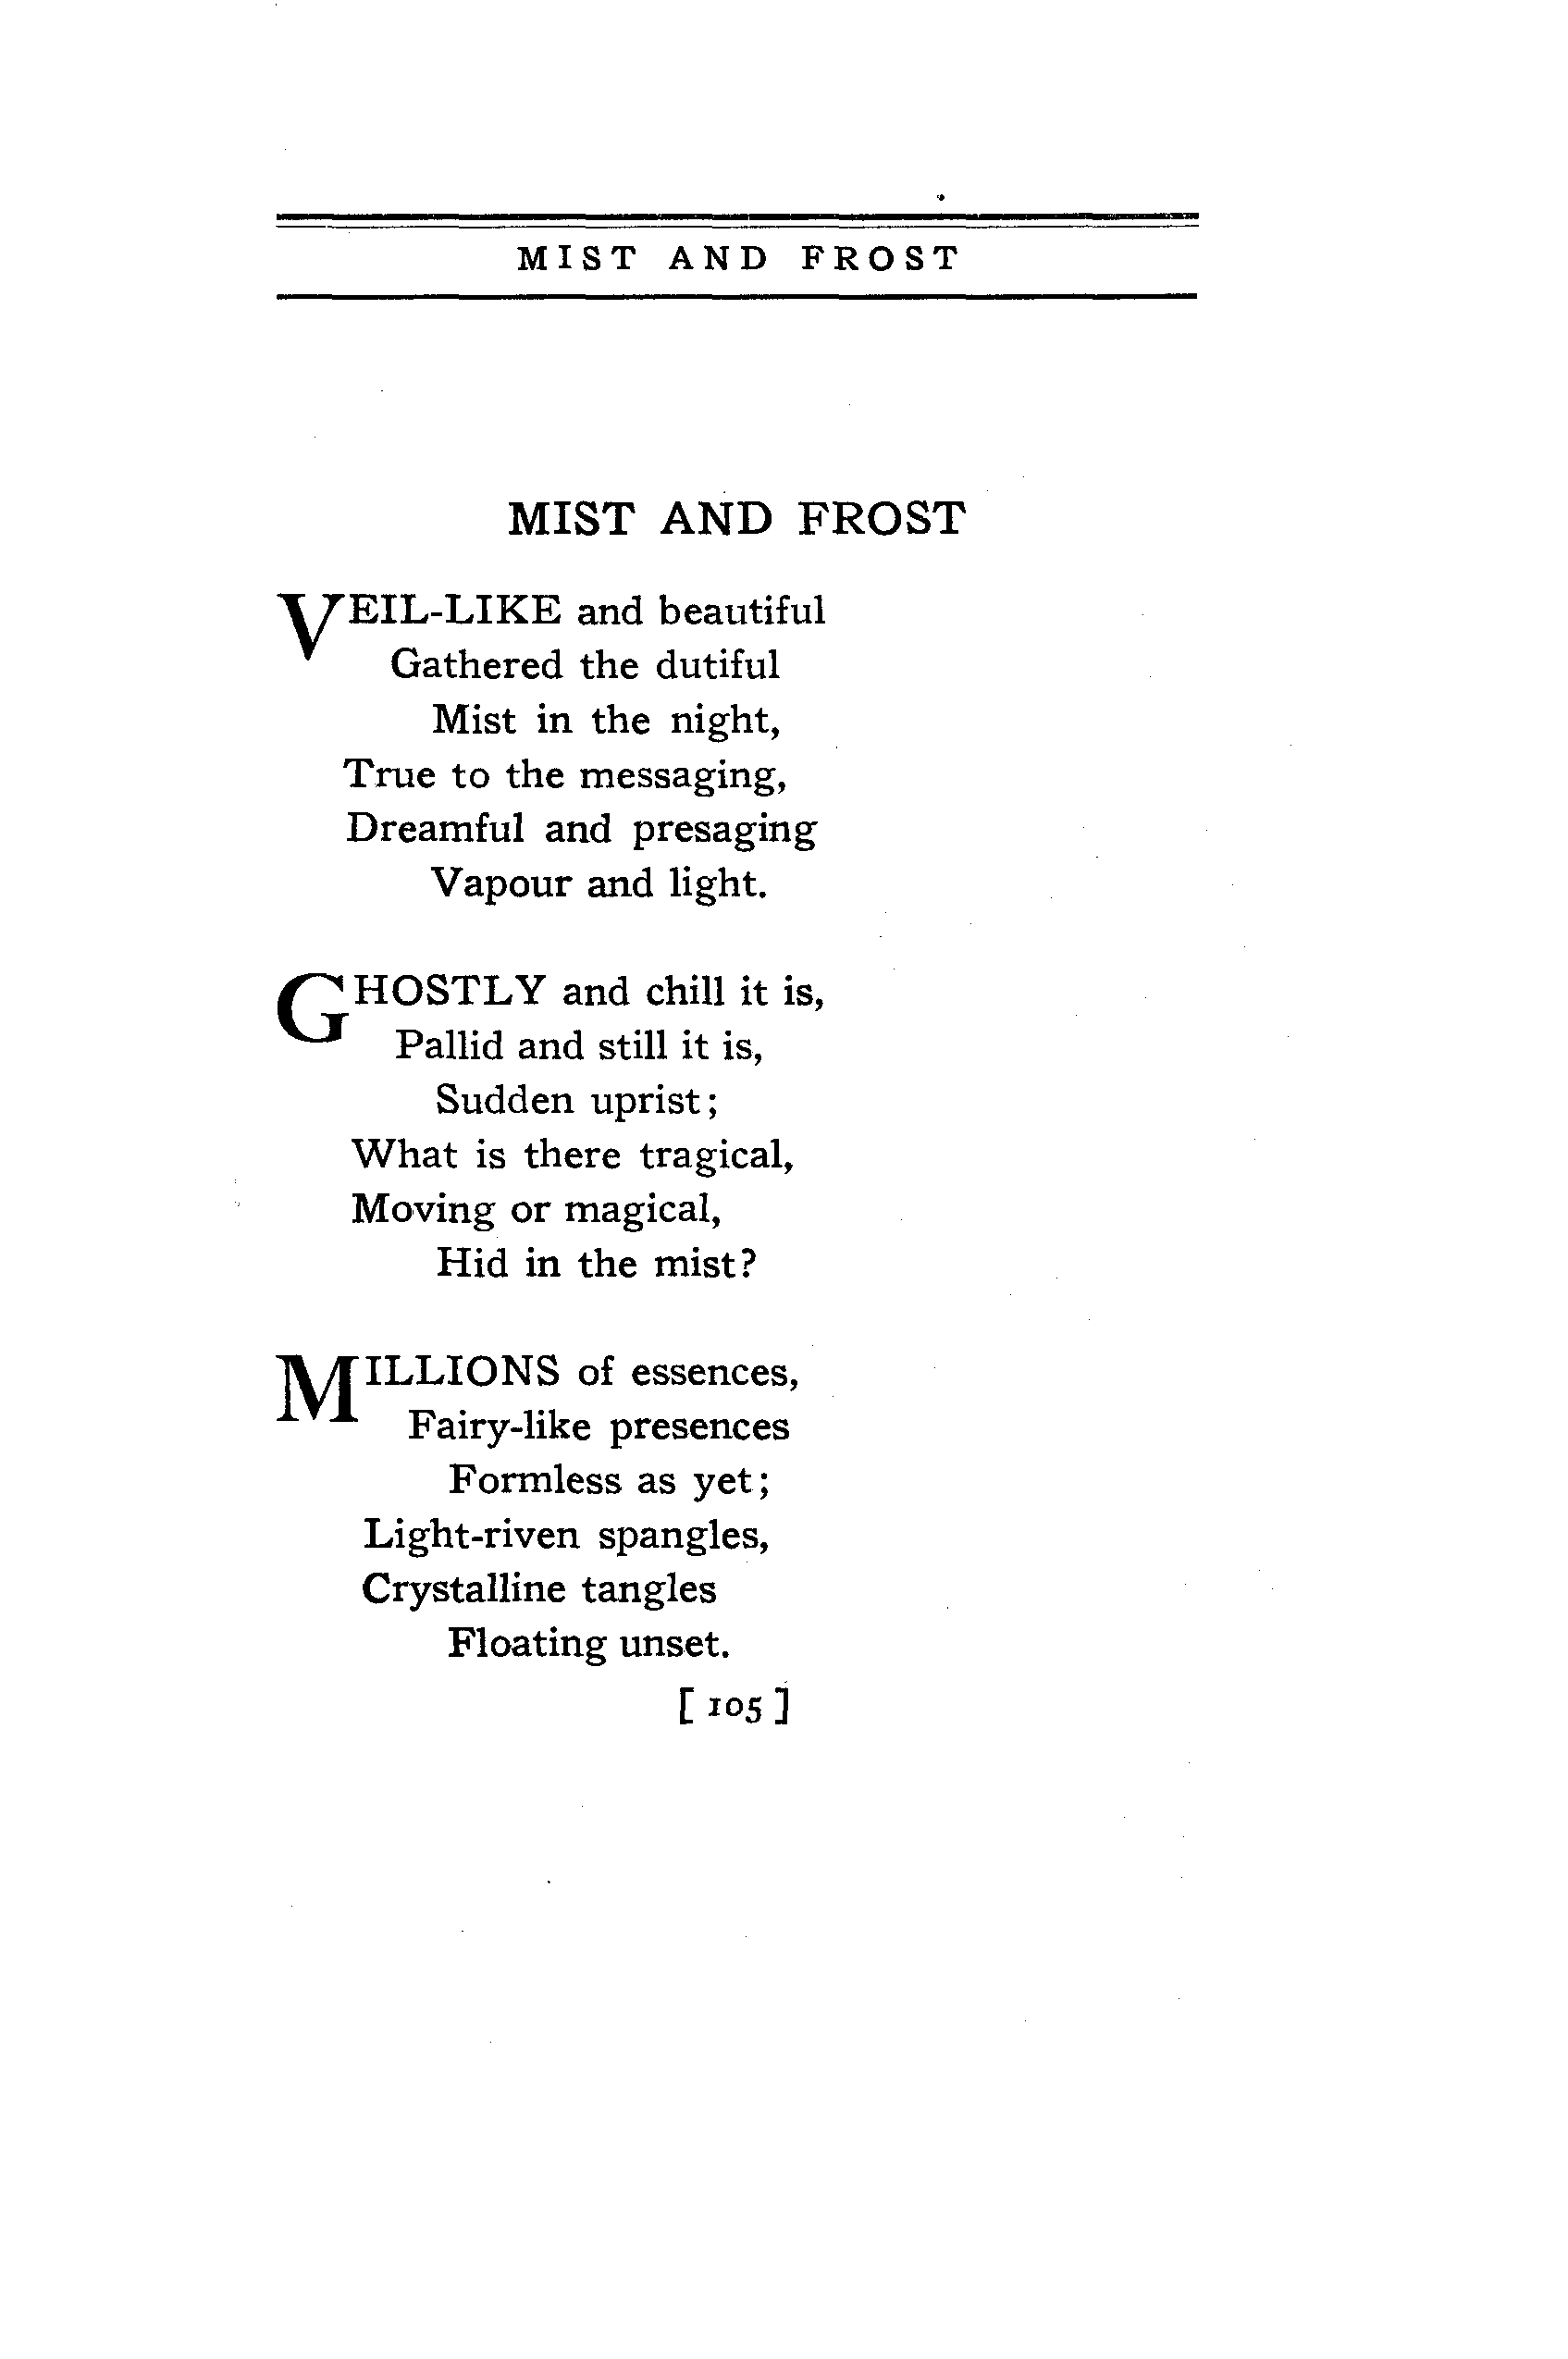 MIST AND FROST
MIST AND FROST
VEIL-LIKE and beautiful
Gathered the dutiful
Mist in the night,
True to the messaging,
Dreamful and presaging
Vapour and light.
GHOSTLY and chill it is,
Pallid and still it is,
Sudden uprist;
What is there tragical,
Moving or magical,
Hid in the mist?
MILLIONS of essences,
Fairy-like presences
Formless as yet;
Light-riven spangles,
Crystalline tangles
Floating unset.
[ 105 ]